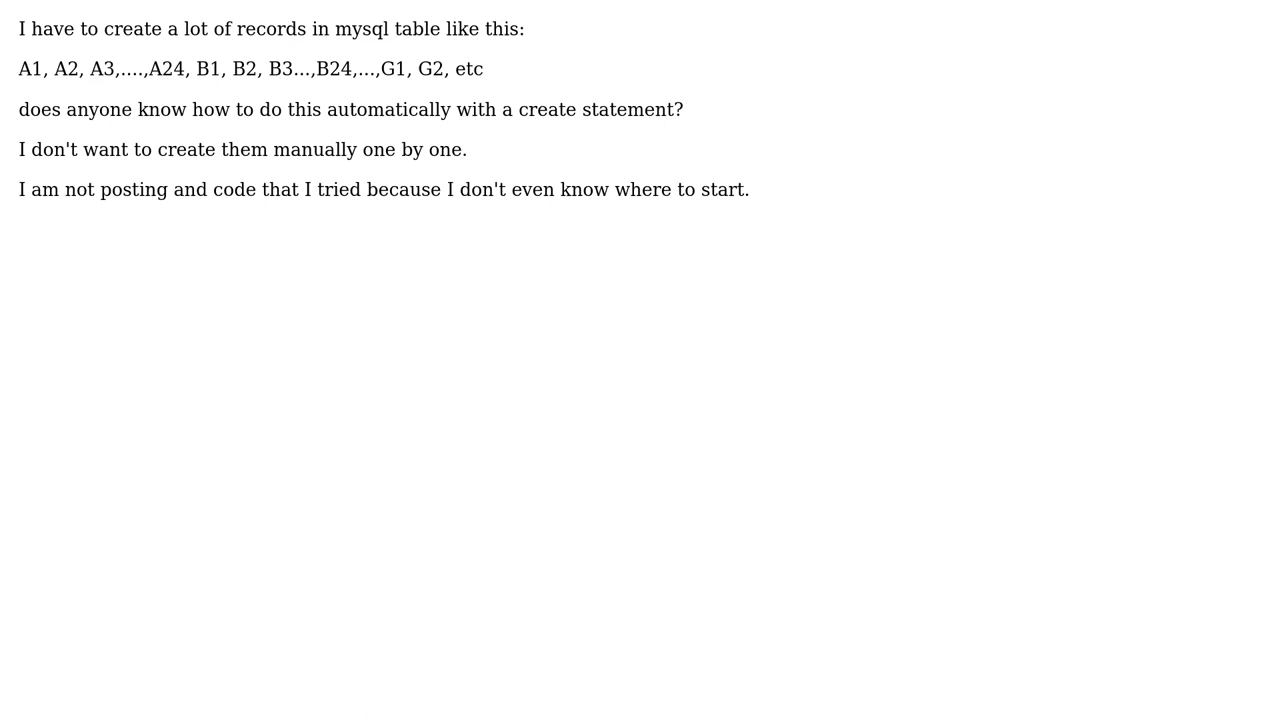 I have to create a lot of records in mysql table like this:
A1, A2, A3,....,A24, B1, B2, B3...,B24,...,G1, G2, etc
does anyone know how to do this automatically with a create statement?
I don't want to create them manually one by one.
I am not posting and code that I tried because I don't even know where to start.